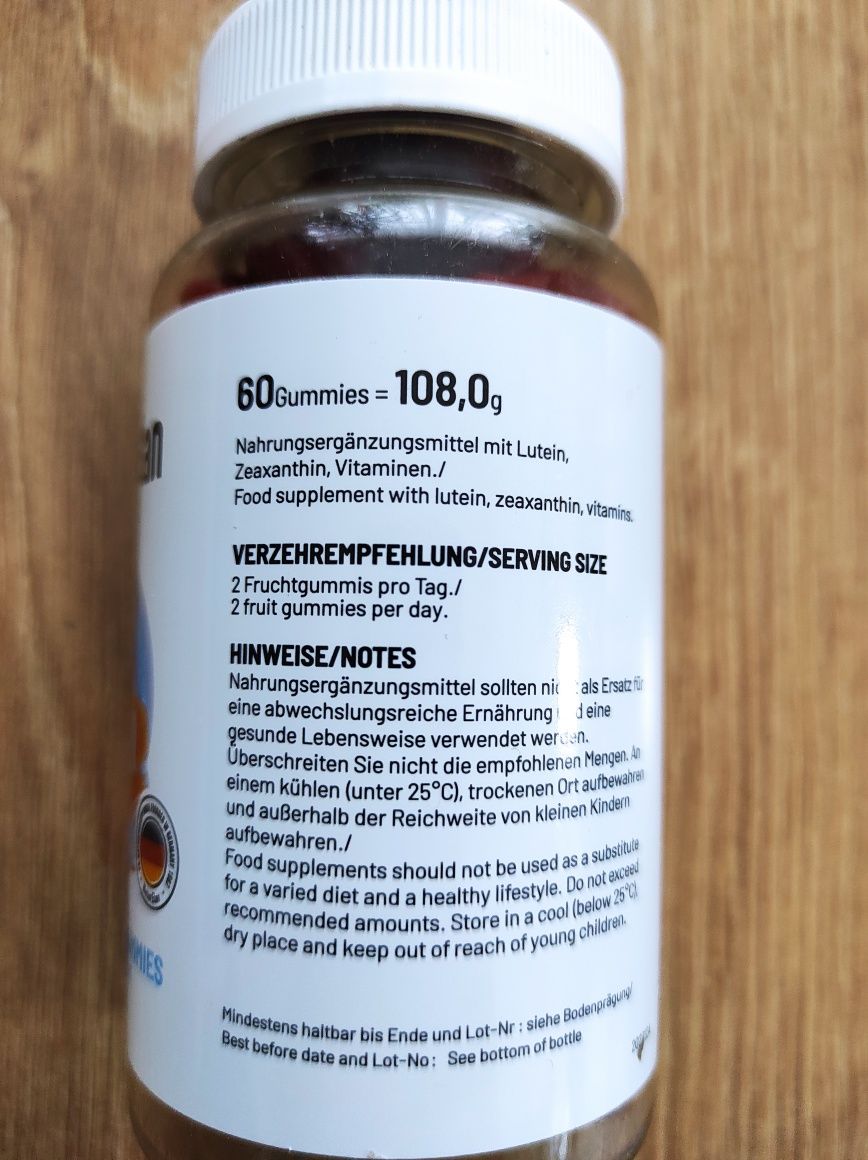 60Gummies = 108,0g
Nahrungsergänzungsmittel mit Lutein,
Zeaxanthin, Vitaminen./
Food supplement with lutein, zeaxanthin, vitamins.
VERZEHREMPFEHLUNG/SERVING SIZE
2 Fruchtgummis pro Tag./
2 fruit gummies per day.
HINWEISE/NOTES
Nahrungsergänzungsmittel sollten als Ersatz für
eine abwechslungsreiche Ernährung eine
gesunde Lebensweise verwendet werden.
Überschreiten Sie nicht die empfohlenen Mengen. An
einem kühlen (unter 25°C), trockenen Ort aufbewahren
und außerhalb der Reichweite von kleinen Kindern
aufbewahren./
Food supplements should not be used as a substitute
for a varied diet and a healthy lifestyle. Do not exceed
recommended amounts. Store in a cool (below 25°C),
dry place and keep out of reach of young children.
Mindestens haltbar bis Ende und Lot-Nr : siehe Bodenprägung/
Best before date and Lot-No: See bottom of bottle